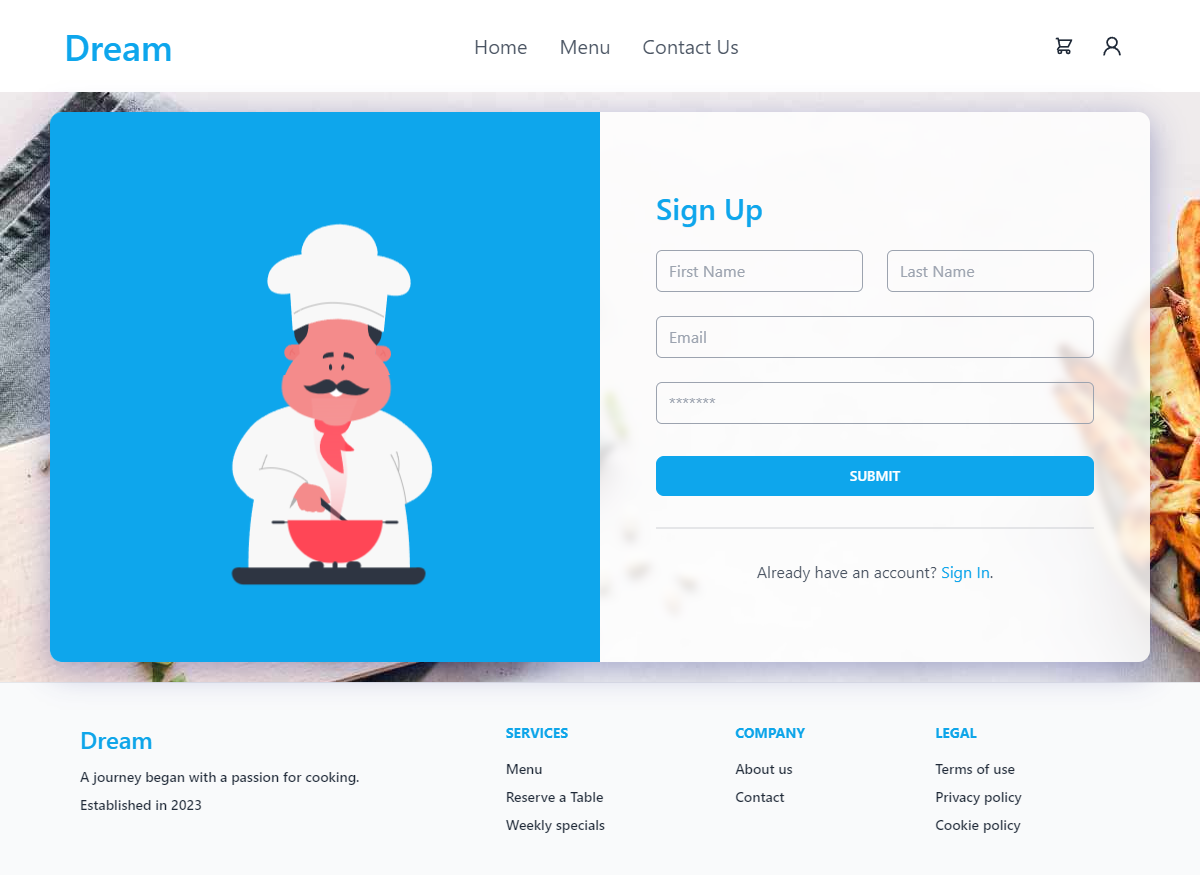 Dream
Home Menu Contact Us
Sign Up
First Name Last Name
Email
*******
SUBMIT
Already have an account? Sign In.
Dream
A journey began with a passion for cooking.
Established in 2023
SERVICES
Menu
Reserve a Table
Weekly specials
COMPANY
About us
Contact
LEGAL
Terms of use
Privacy policy
Cookie policy